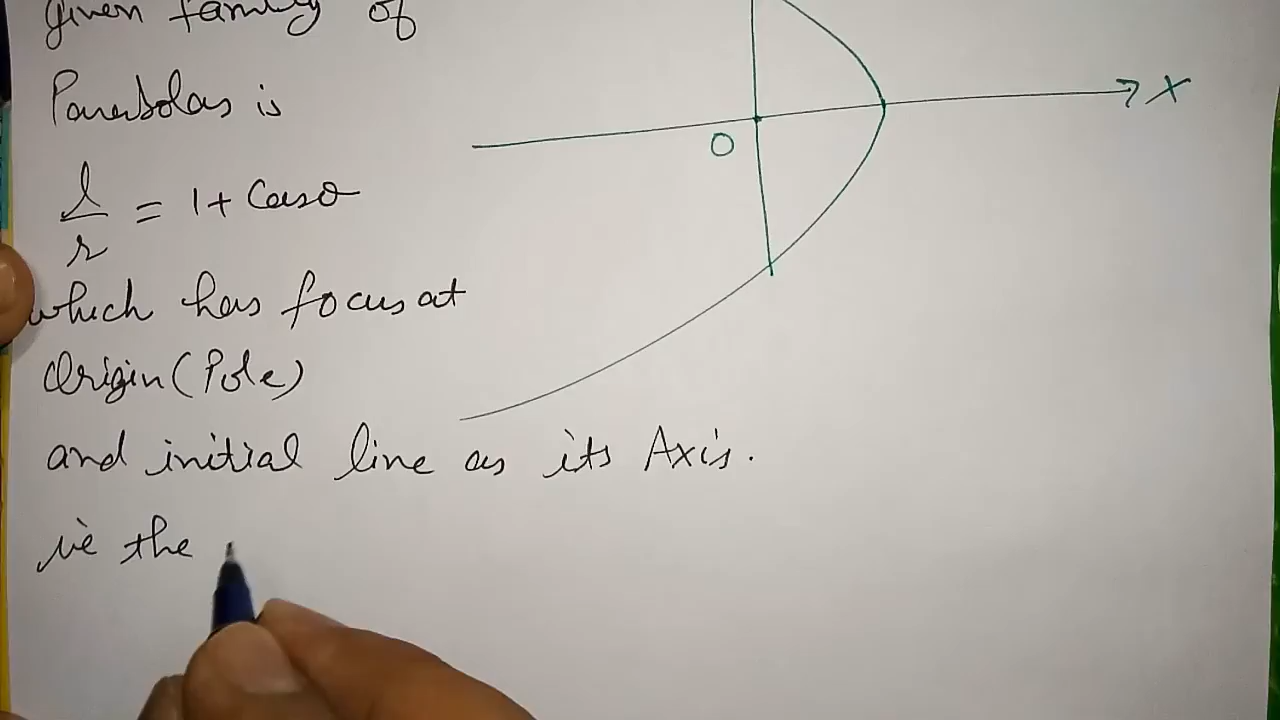 given family of
Parabolas is
l/r = 1 + Cosθ
which has focus at
Origin (Pole)
and initial line as its Axis.
ie the
O
X